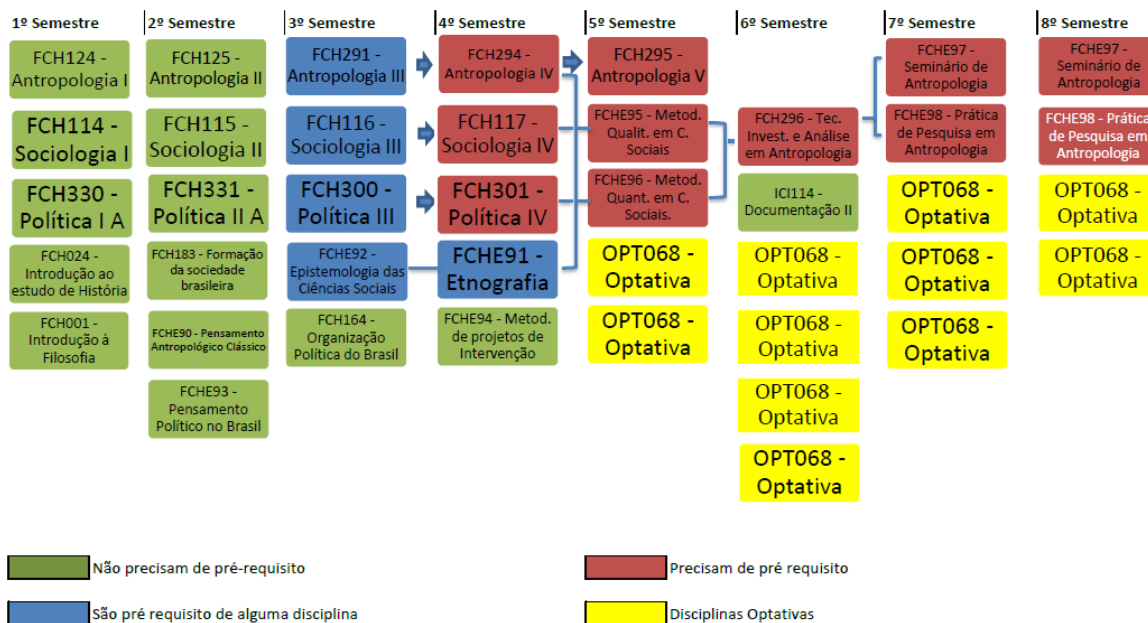 1º Semestre
2º Semestre
3º Semestre
4º Semestre
5º Semestre
6º Semestre
7º Semestre
8º Semestre
FCH124 -
Antropologia I
FCH114 -
Sociologia I
FCH330 -
Política I A
FCH024 -
Introdução ao
estudo de História
FCH001 -
Introdução à
Filosofia
FCH125 -
Antropologia II
FCH115 -
Sociologia II
FCH331 -
Política II A
FCH183 - Formação
da sociedade
brasileira
FCHE90 - Pensamento
Antropológico Clássico
FCHE93 -
Pensamento
Político no Brasil
FCH291 -
Antropologia III
FCH116 -
Sociologia III
FCH300 -
Política III
FCHE92 -
Epistemologia das
Ciências Sociais
FCH164 -
Organização
Política do Brasil
FCH294 -
Antropologia IV
FCH117 -
Sociologia IV
FCH301 -
Política IV
FCHE91 -
Etnografia
FCHE94 - Metod.
de projetos de
Intervenção
FCH295 -
Antropologia V
FCHE95 - Metod.
Qualit. em C.
Sociais
FCHE96 - Metod.
Quant. em C.
Sociais.
OPT068 -
Optativa
OPT068 -
Optativa
FCH296 - Tec.
Invest. e Análise
em Antropologia
ICI114 -
Documentação II
OPT068 -
Optativa
OPT068 -
Optativa
OPT068 -
Optativa
OPT068 -
Optativa
FCHE97 -
Seminário de
Antropologia
FCHE98 - Prática
de Pesquisa em
Antropologia
OPT068 -
Optativa
OPT068 -
Optativa
OPT068 -
Optativa
FCHE97 -
Seminário de
Antropologia
FCHE98 - Prática
de Pesquisa em
Antropologia
OPT068 -
Optativa
OPT068 -
Optativa
Não precisam de pré-requisito
Precisam de pré requisito
São pré requisito de alguma disciplina
Disciplinas Optativas